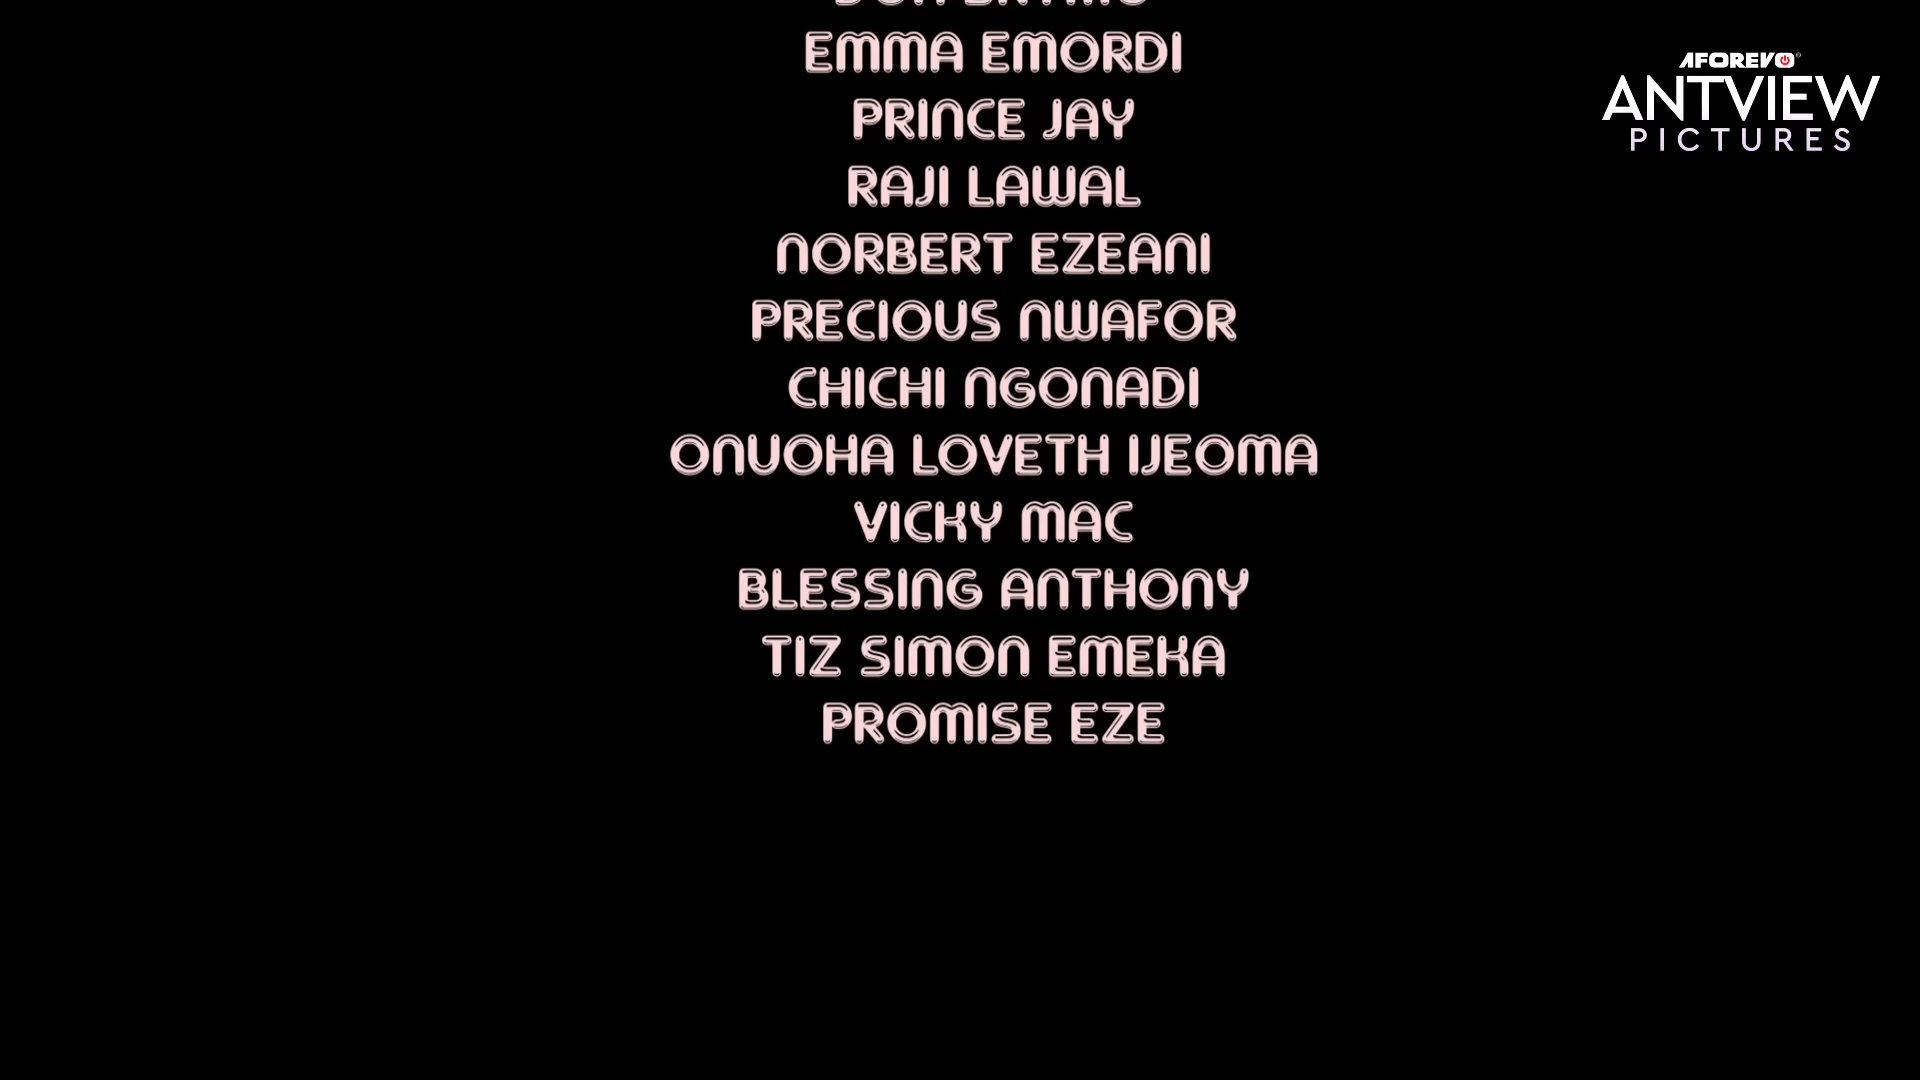 EMMA EMORDI
PRINCE JAY
RAJI LAWAL
NORBERT EZEANI
PRECIOUS NWAFOR
CHICHI NGONADI
ONUOHA LOVETH IJEOMA
VICKY MAC
BLESSING ANTHONY
TIZ SIMON EMEKA
PROMISE EZE
AFOREVO
ANTVIEW
PICTURES